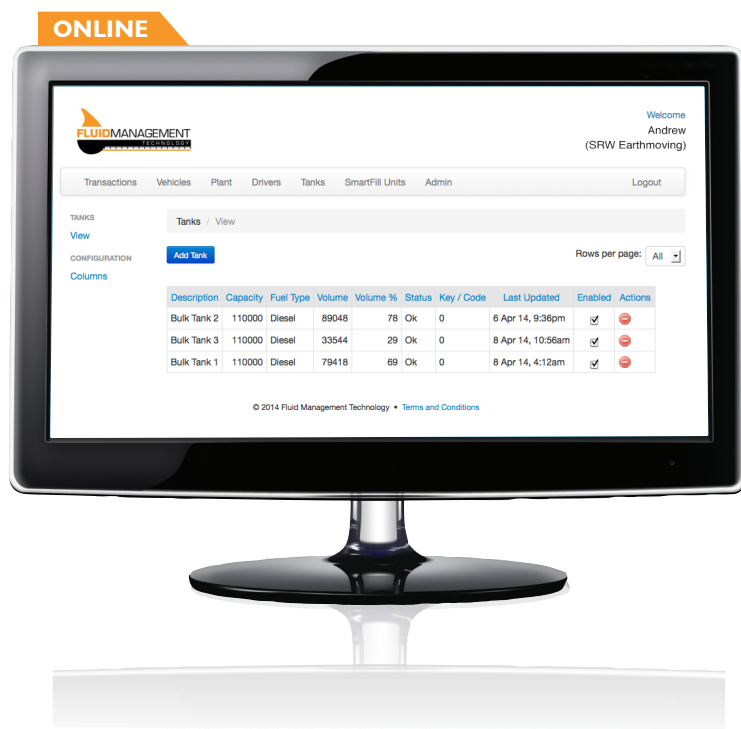 ONLINE
FLUIDMANAGEMENT
TECHNOLOGY
Welcome
Andrew
(SRW Earthmoving)
Transactions Vehicles Plant Drivers Tanks SmartFill Units Admin Logout
TANKS
View
CONFIGURATION
Columns
Tanks / View
Add Tank
Rows per page: All
Description Capacity Fuel Type Volume Volume % Status Key / Code Last Updated Enabled Actions
Bulk Tank 2 110000 Diesel 89048 78 Ok 0 6 Apr 14, 9:36pm
Bulk Tank 3 110000 Diesel 33544 29 Ok 0 8 Apr 14, 10:56am
Bulk Tank 1 110000 Diesel 79418 69 Ok 0 8 Apr 14, 4:12am
© 2014 Fluid Management Technology • Terms and Conditions